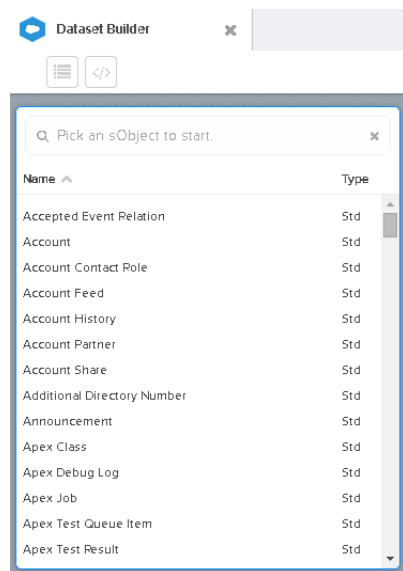 Dataset Builder
Pick an sObject to start.
Name Type
Accepted Event Relation Std
Account Std
Account Contact Role Std
Account Feed Std
Account History Std
Account Partner Std
Account Share Std
Additional Directory Number Std
Announcement Std
Apex Class Std
Apex Debug Log Std
Apex Job Std
Apex Test Queue Item Std
Apex Test Result Std